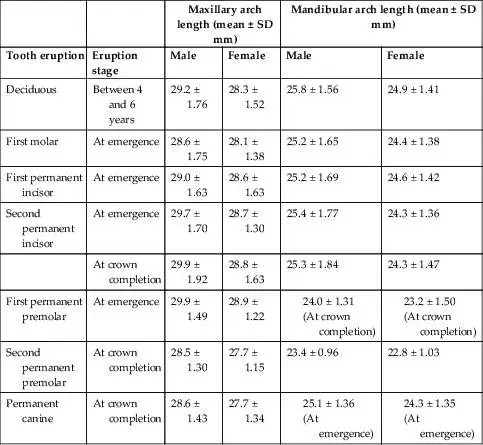 Maxillary arch length (mean ± SD mm) Mandibular arch length (mean ± SD mm)
Tooth eruption Eruption stage Male Female Male Female
Deciduous Between 4 and 6 years 29.2 ± 1.76 28.3 ± 1.52 25.8 ± 1.56 24.9 ± 1.41
First molar At emergence 28.6 ± 1.75 28.1 ± 1.38 25.2 ± 1.65 24.4 ± 1.38
First permanent incisor At emergence 29.0 ± 1.63 28.6 ± 1.63 25.2 ± 1.69 24.6 ± 1.42
Second permanent incisor At emergence 29.7 ± 1.70 28.7 ± 1.30 25.4 ± 1.77 24.3 ± 1.36
At crown completion 29.9 ± 1.92 28.8 ± 1.63 25.3 ± 1.84 24.3 ± 1.47
First permanent premolar At emergence 29.9 ± 1.49 28.9 ± 1.22 24.0 ± 1.31 (At crown completion) 23.2 ± 1.50 (At crown completion)
Second permanent premolar At crown completion 28.5 ± 1.30 27.7 ± 1.15 23.4 ± 0.96 22.8 ± 1.03
Permanent canine At crown completion 28.6 ± 1.43 27.7 ± 1.34 25.1 ± 1.36 (At emergence) 24.3 ± 1.35 (At emergence)